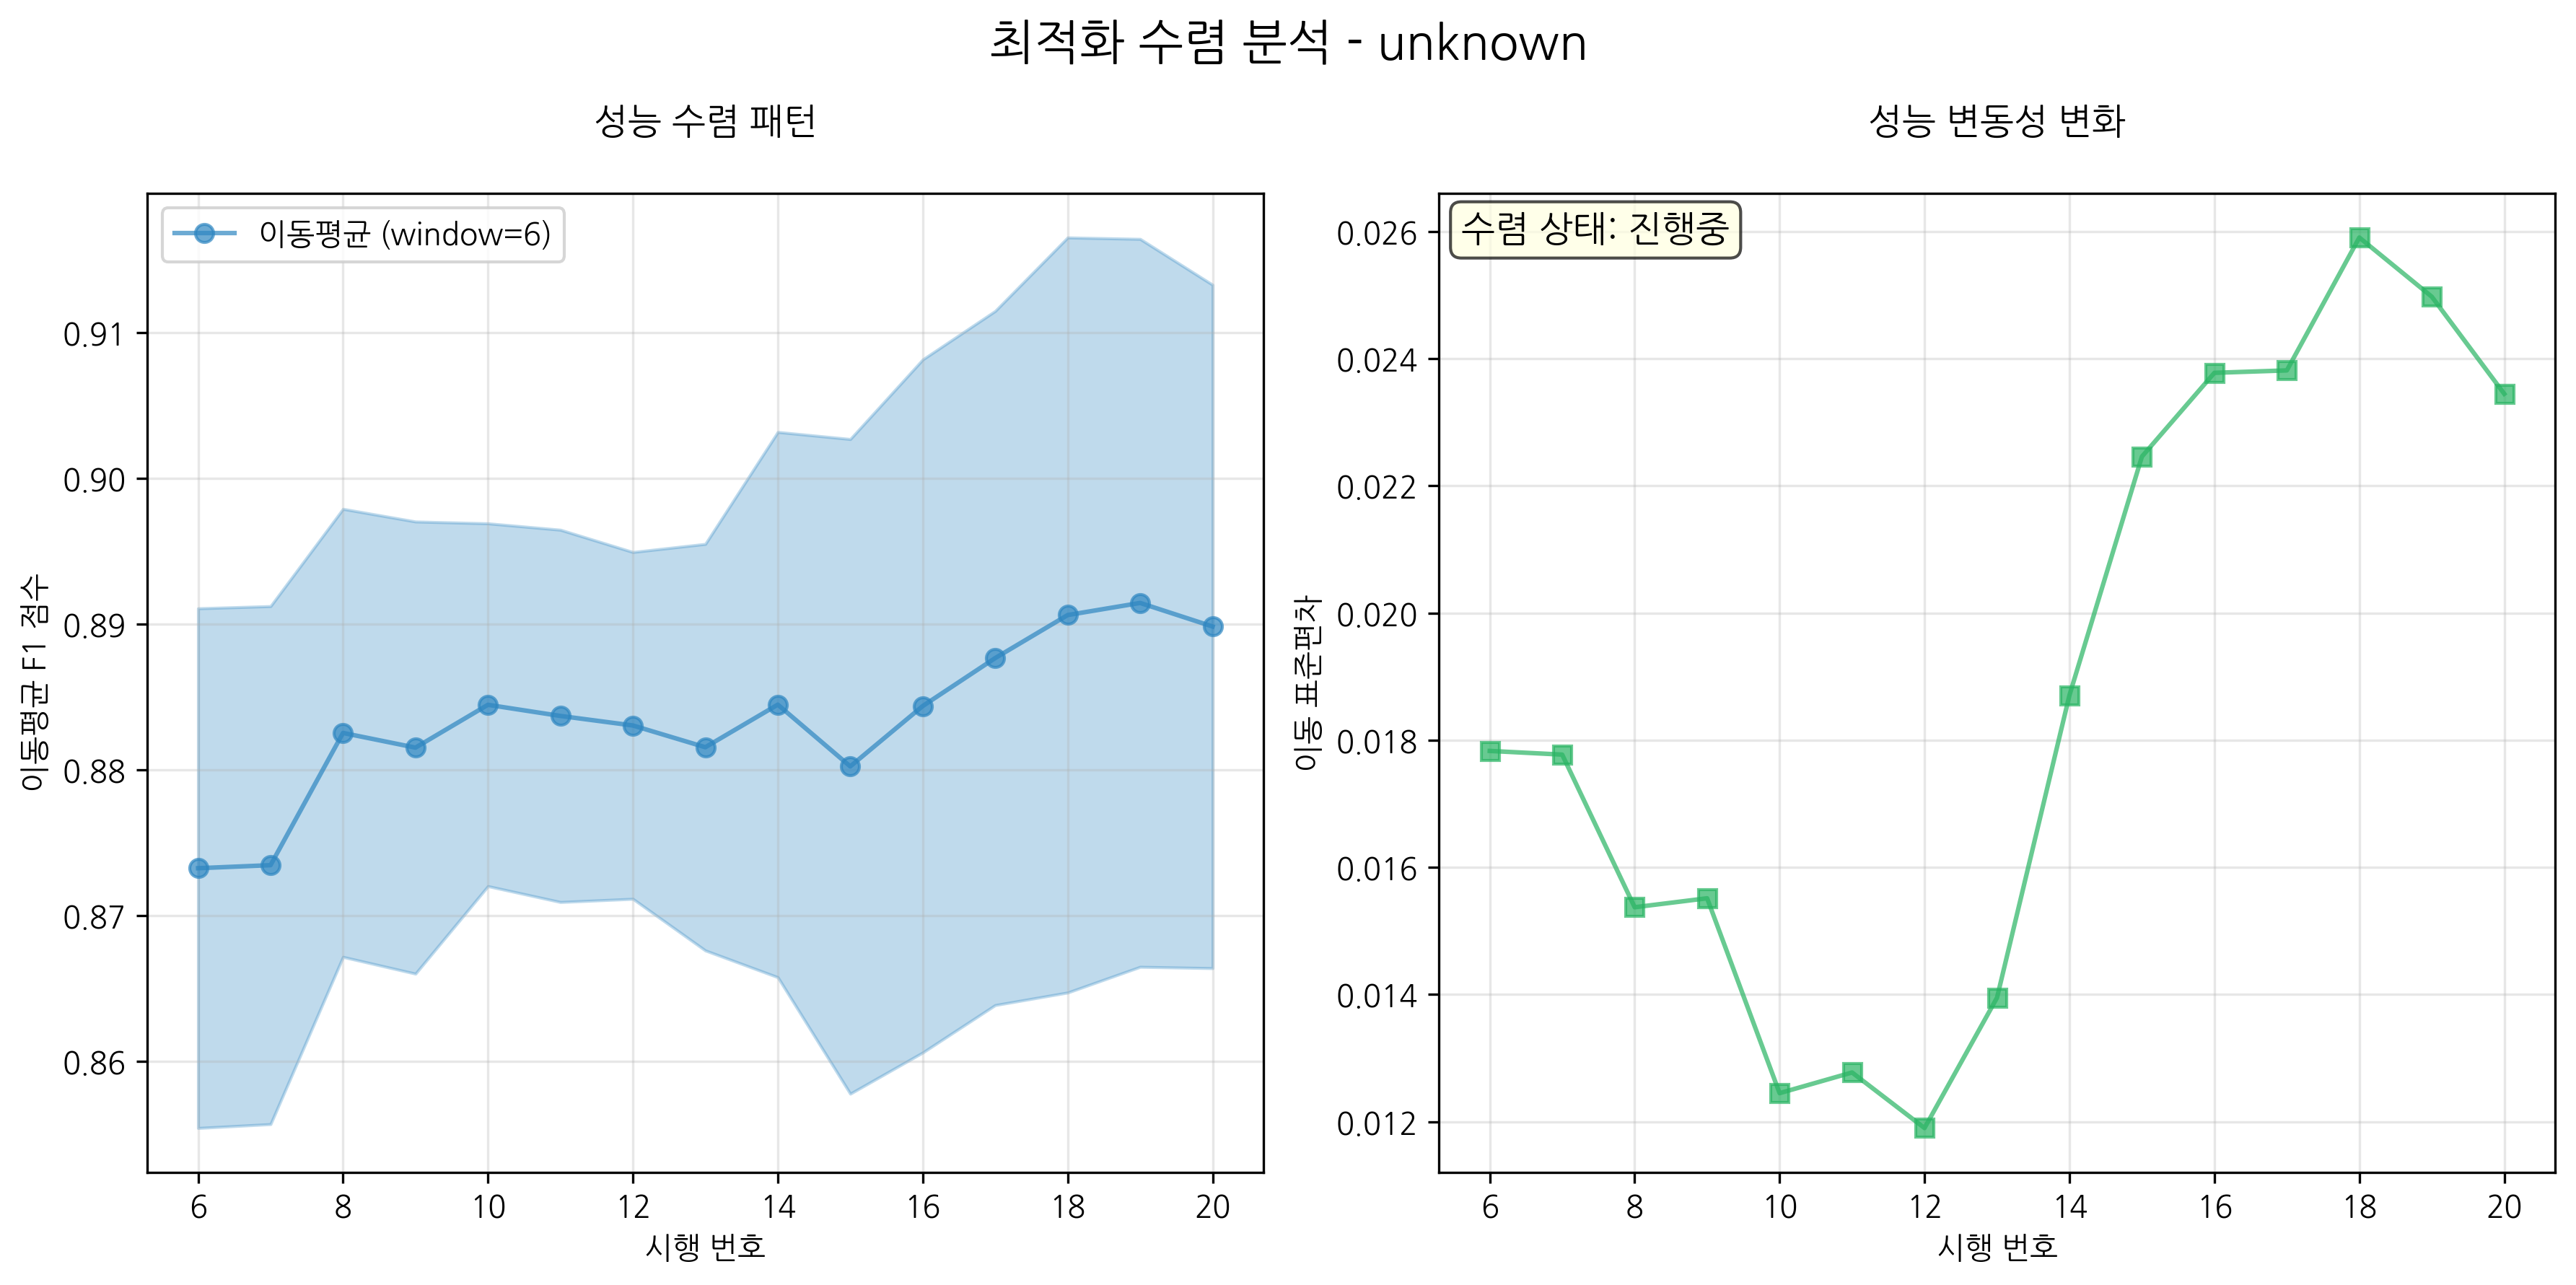 최적화 수렴 분석 - unknown
성능 수렴 패턴
이동평균 (window=6)
이동평균 F1 점수
0.91
0.90
0.89
0.88
0.87
0.86
6 8 10 12 14 16 18 20
시행 번호
성능 변동성 변화
수렴 상태: 진행중
이동 표준편차
0.026
0.024
0.022
0.020
0.018
0.016
0.014
0.012
6 8 10 12 14 16 18 20
시행 번호